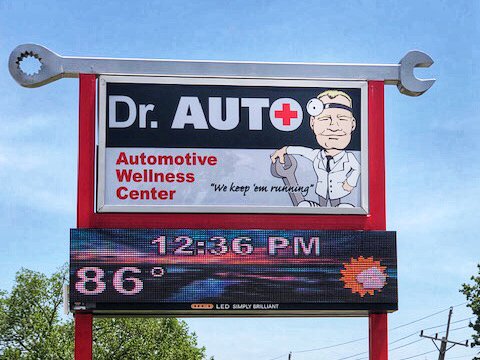 Dr. AUTO
Automotive
Wellness
Center
"We keep 'em running"
12:36 PM
86°
LED SIMPLY BRILLIANT